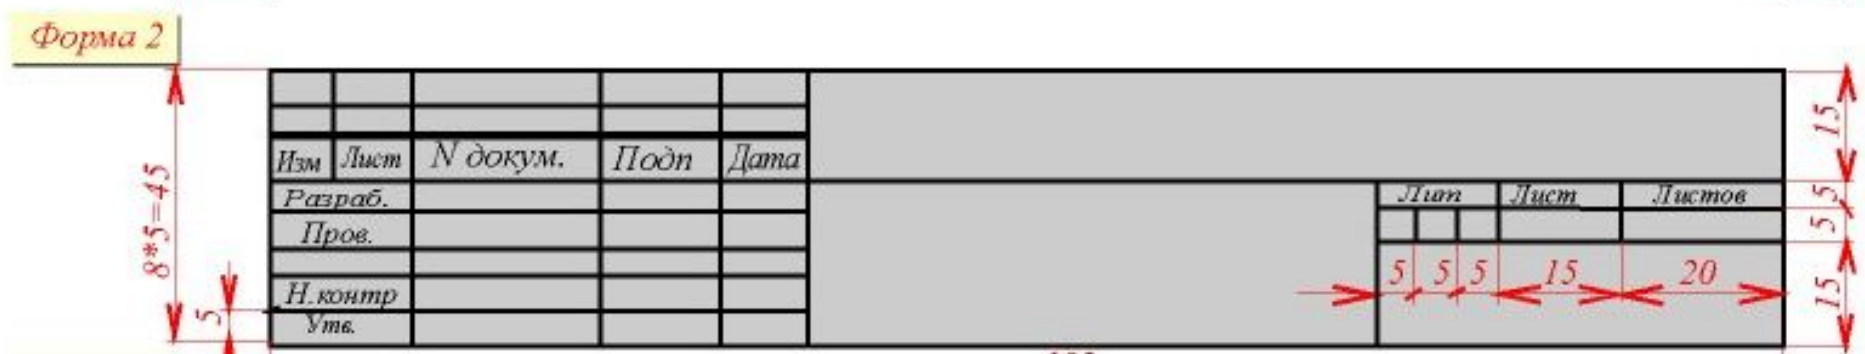 Форма 2
15
Изм Лист N докум. Подп Дата
Разраб. Лит Лист Листов 5
Пров. 5
8*5=45
5 5 5 15 20 15
Н.контр
5 Утв.